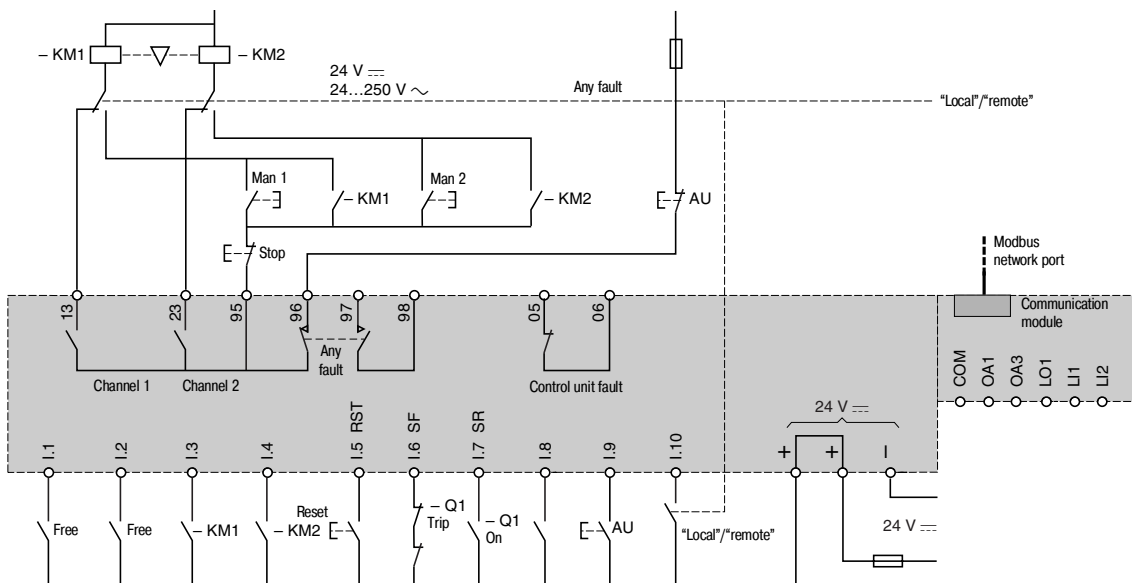 – KM1
– KM2
24 V ⎓
24…250 V ∼
Any fault
“Local”/“remote”
Man 1
– KM1
Man 2
– KM2
AU
Stop
Modbus
network port
13
23
95
96
97
98
05
06
Communication
module
Any
fault
Channel 1
Channel 2
Control unit fault
COM
OA1
OA3
LO1
LI1
LI2
24 V ⎓
I.1
I.2
I.3
I.4
I.5 RST
I.6 SF
I.7 SR
I.8
I.9
I.10
+
+
–
Free
Free
– KM1
– KM2
Reset
– Q1
Trip
– Q1
On
AU
“Local”/“remote”
24 V ⎓